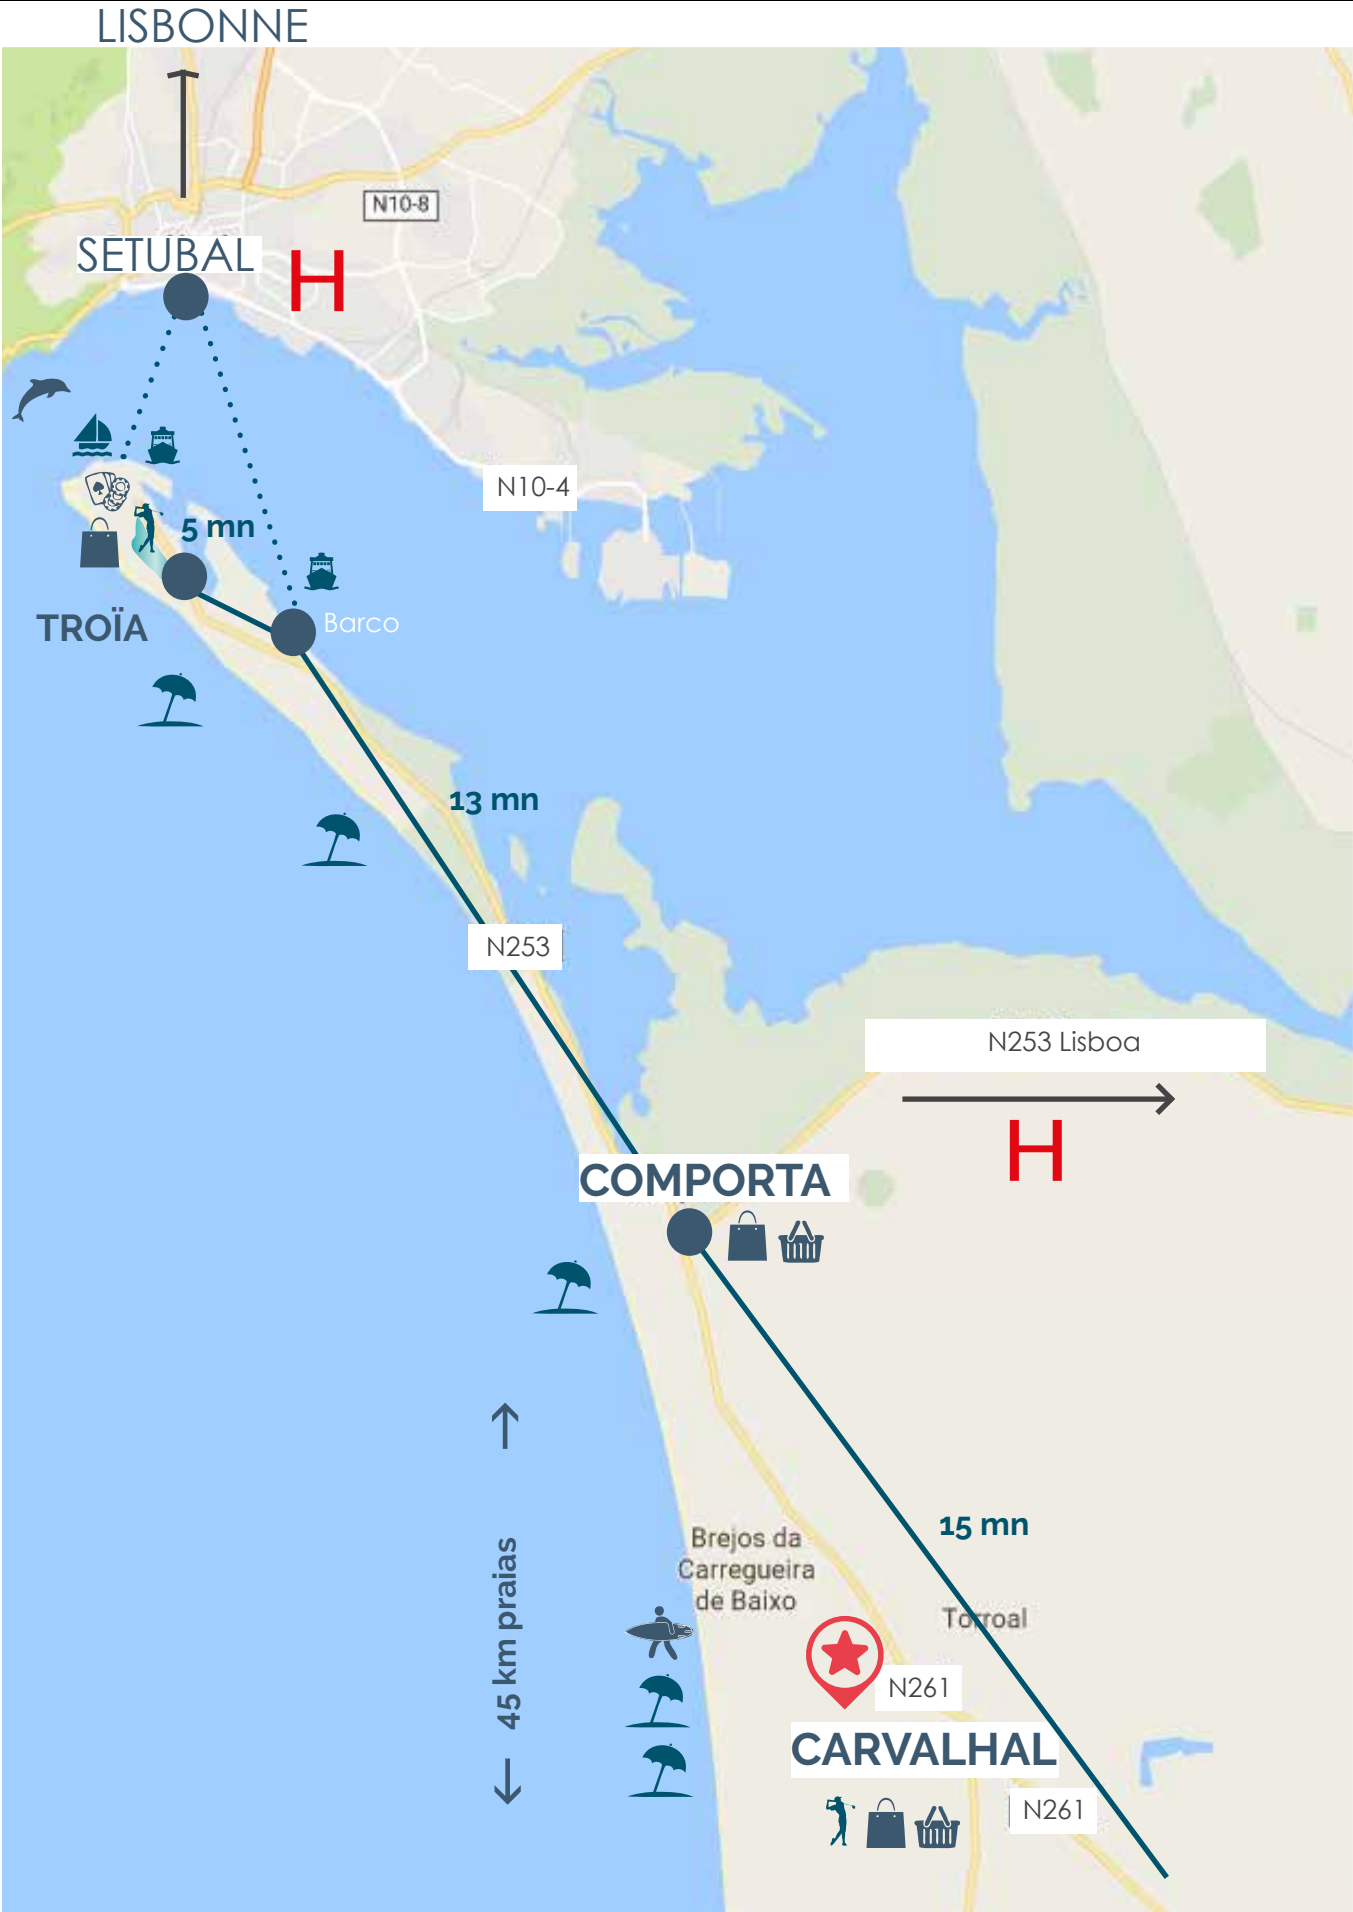 LISBONNE
N10-8
SETUBAL
H
N10-4
5 mn
Barco
TROÏA
13 mn
N253
N253 Lisboa
H
COMPORTA
15 mn
Brejos da
Carregueira
de Baixo
45 km praias
Torroal
N261
CARVALHAL
N261